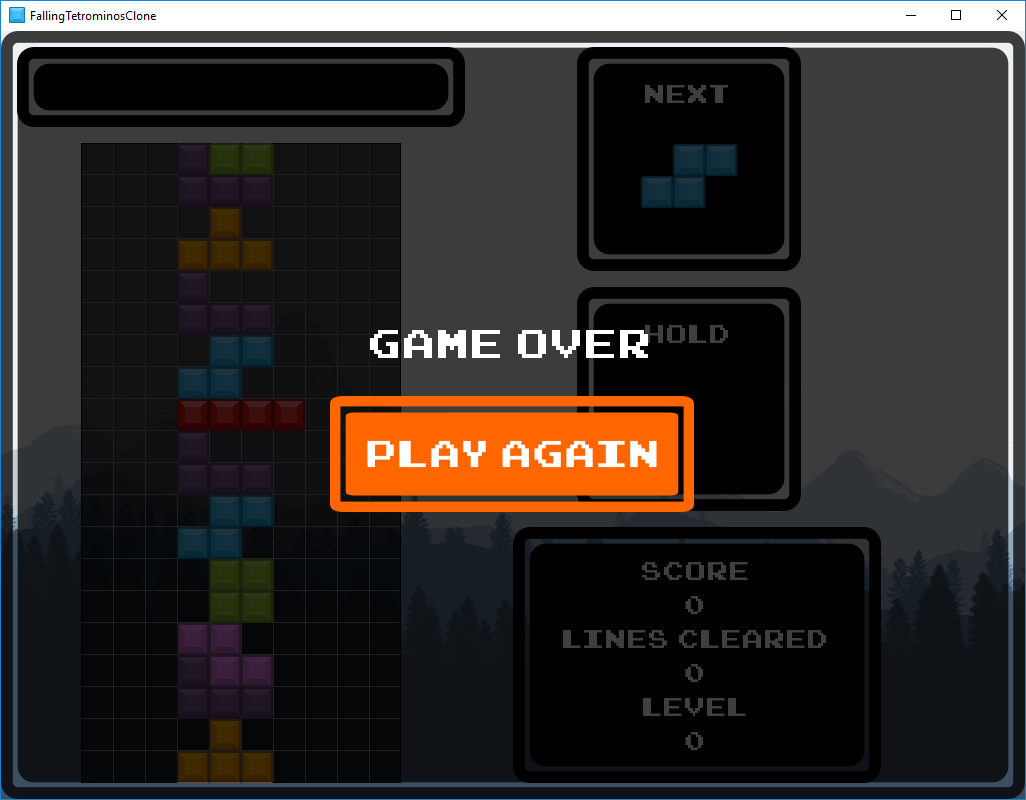 FallingTetrominosClone
NEXT
HOLD
GAME OVER
PLAY AGAIN
SCORE
0
LINES CLEARED
0
LEVEL
0